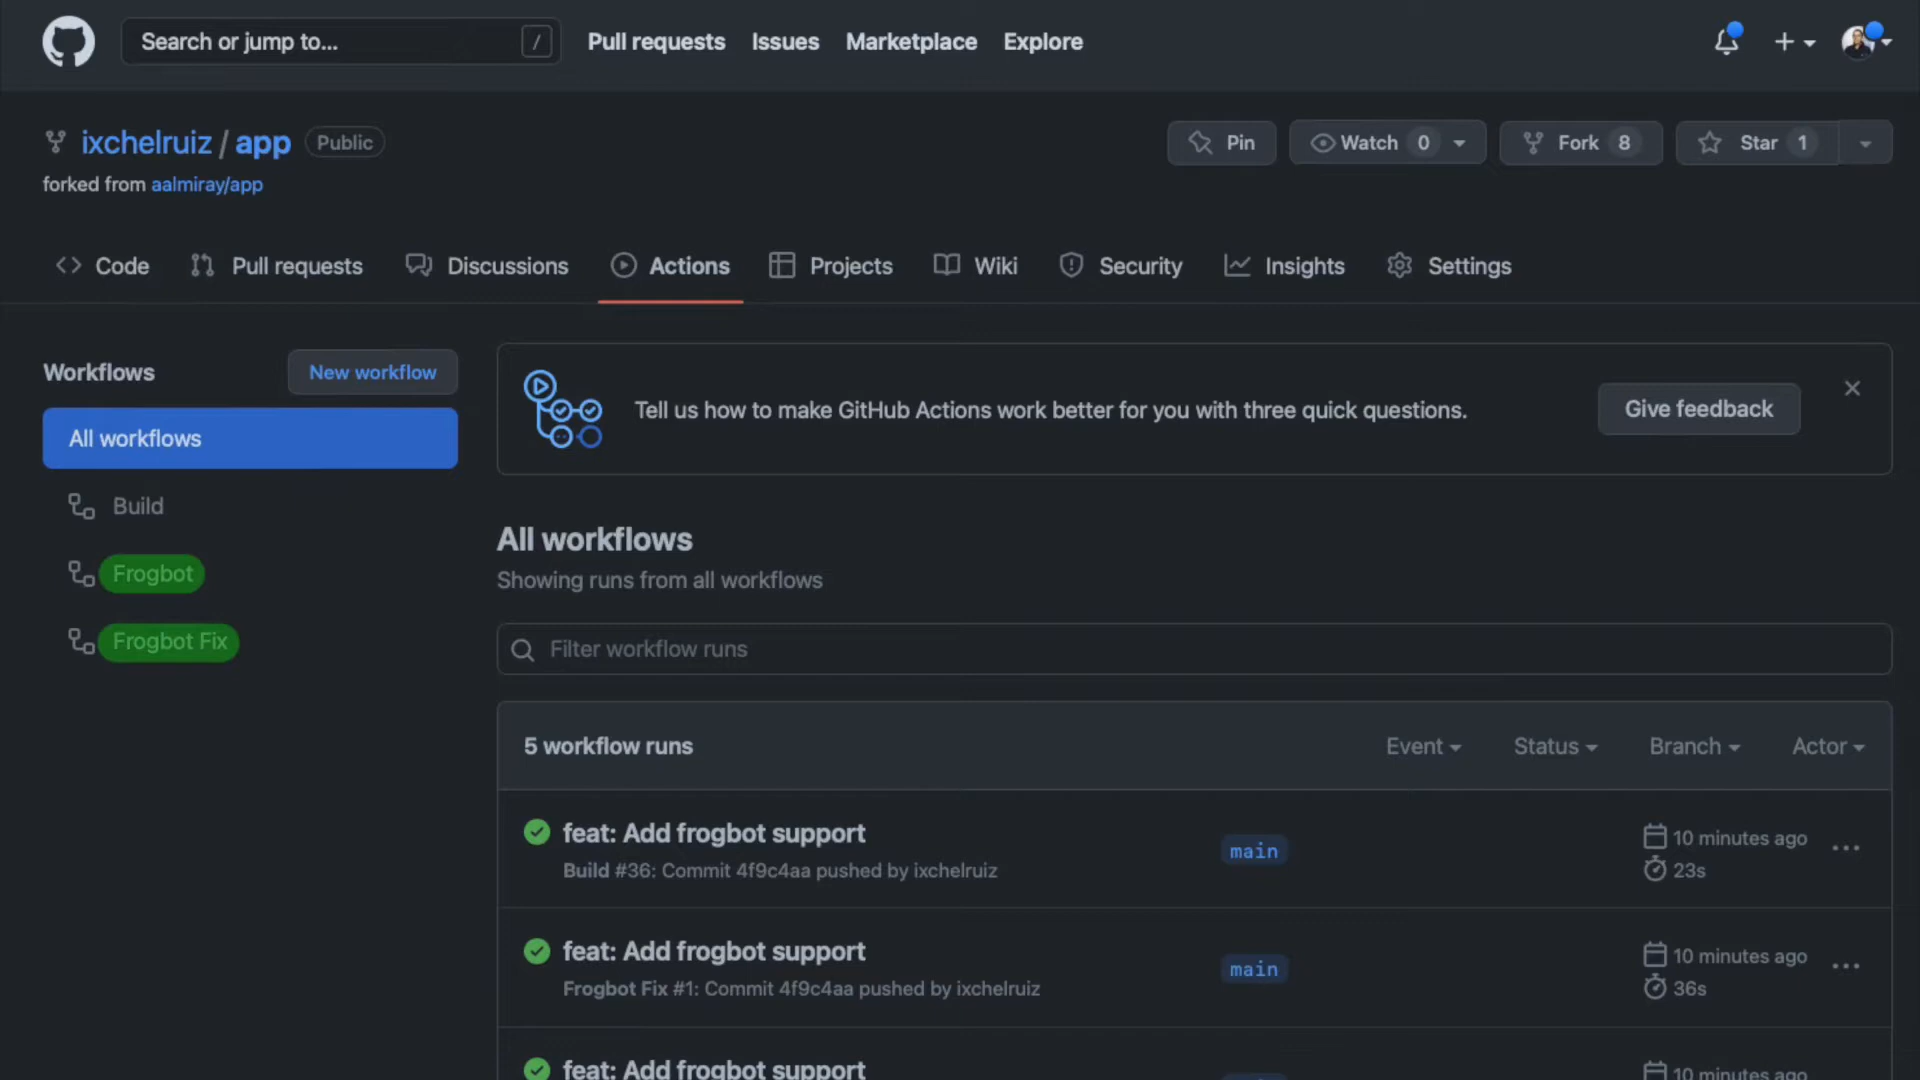 Search or jump to... /
Pull requests Issues Marketplace Explore
ixchelruiz / app Public
Pin Watch 0 Fork 8 Star 1
forked from aalmiray/app
Code Pull requests Discussions Actions Projects Wiki Security Insights Settings
Workflows New workflow
All workflows
Build
Frogbot
Frogbot Fix
Tell us how to make GitHub Actions work better for you with three quick questions.
Give feedback
All workflows
Showing runs from all workflows
Filter workflow runs
5 workflow runs Event Status Branch Actor
feat: Add frogbot support
Build #36: Commit 4f9c4aa pushed by ixchelruiz
main
10 minutes ago
23s
feat: Add frogbot support
Frogbot Fix #1: Commit 4f9c4aa pushed by ixchelruiz
main
10 minutes ago
36s
feat: Add frogbot support
10 minutes ago